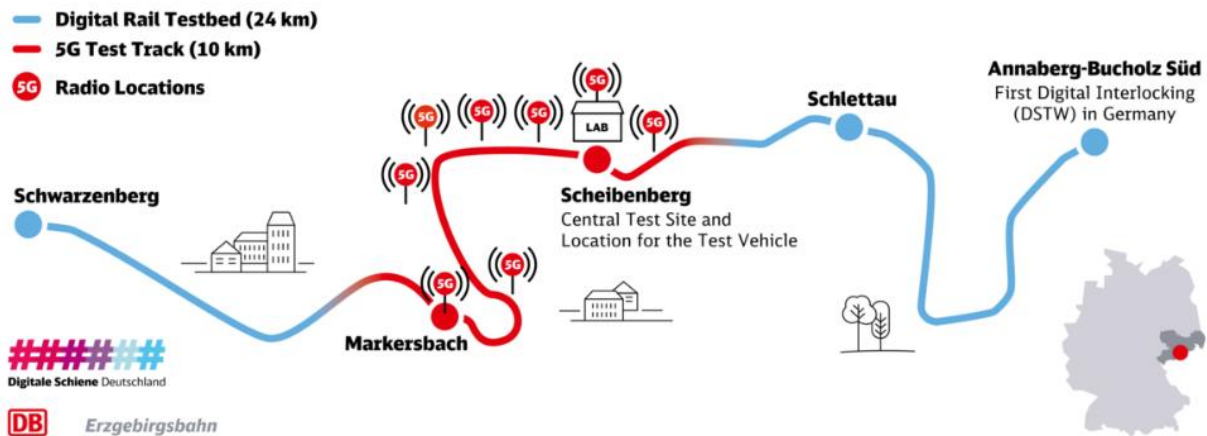 Digital Rail Testbed (24 km)
5G Test Track (10 km)
5G Radio Locations
5G
5G
5G
5G
5G
5G
5G
5G
LAB
Schwarzenberg
Markersbach
Scheibenberg
Central Test Site and
Location for the Test Vehicle
Schlettau
Annaberg-Bucholz Süd
First Digital Interlocking
(DSTW) in Germany
######
Digitale Schiene Deutschland
DB Erzgebirgsbahn